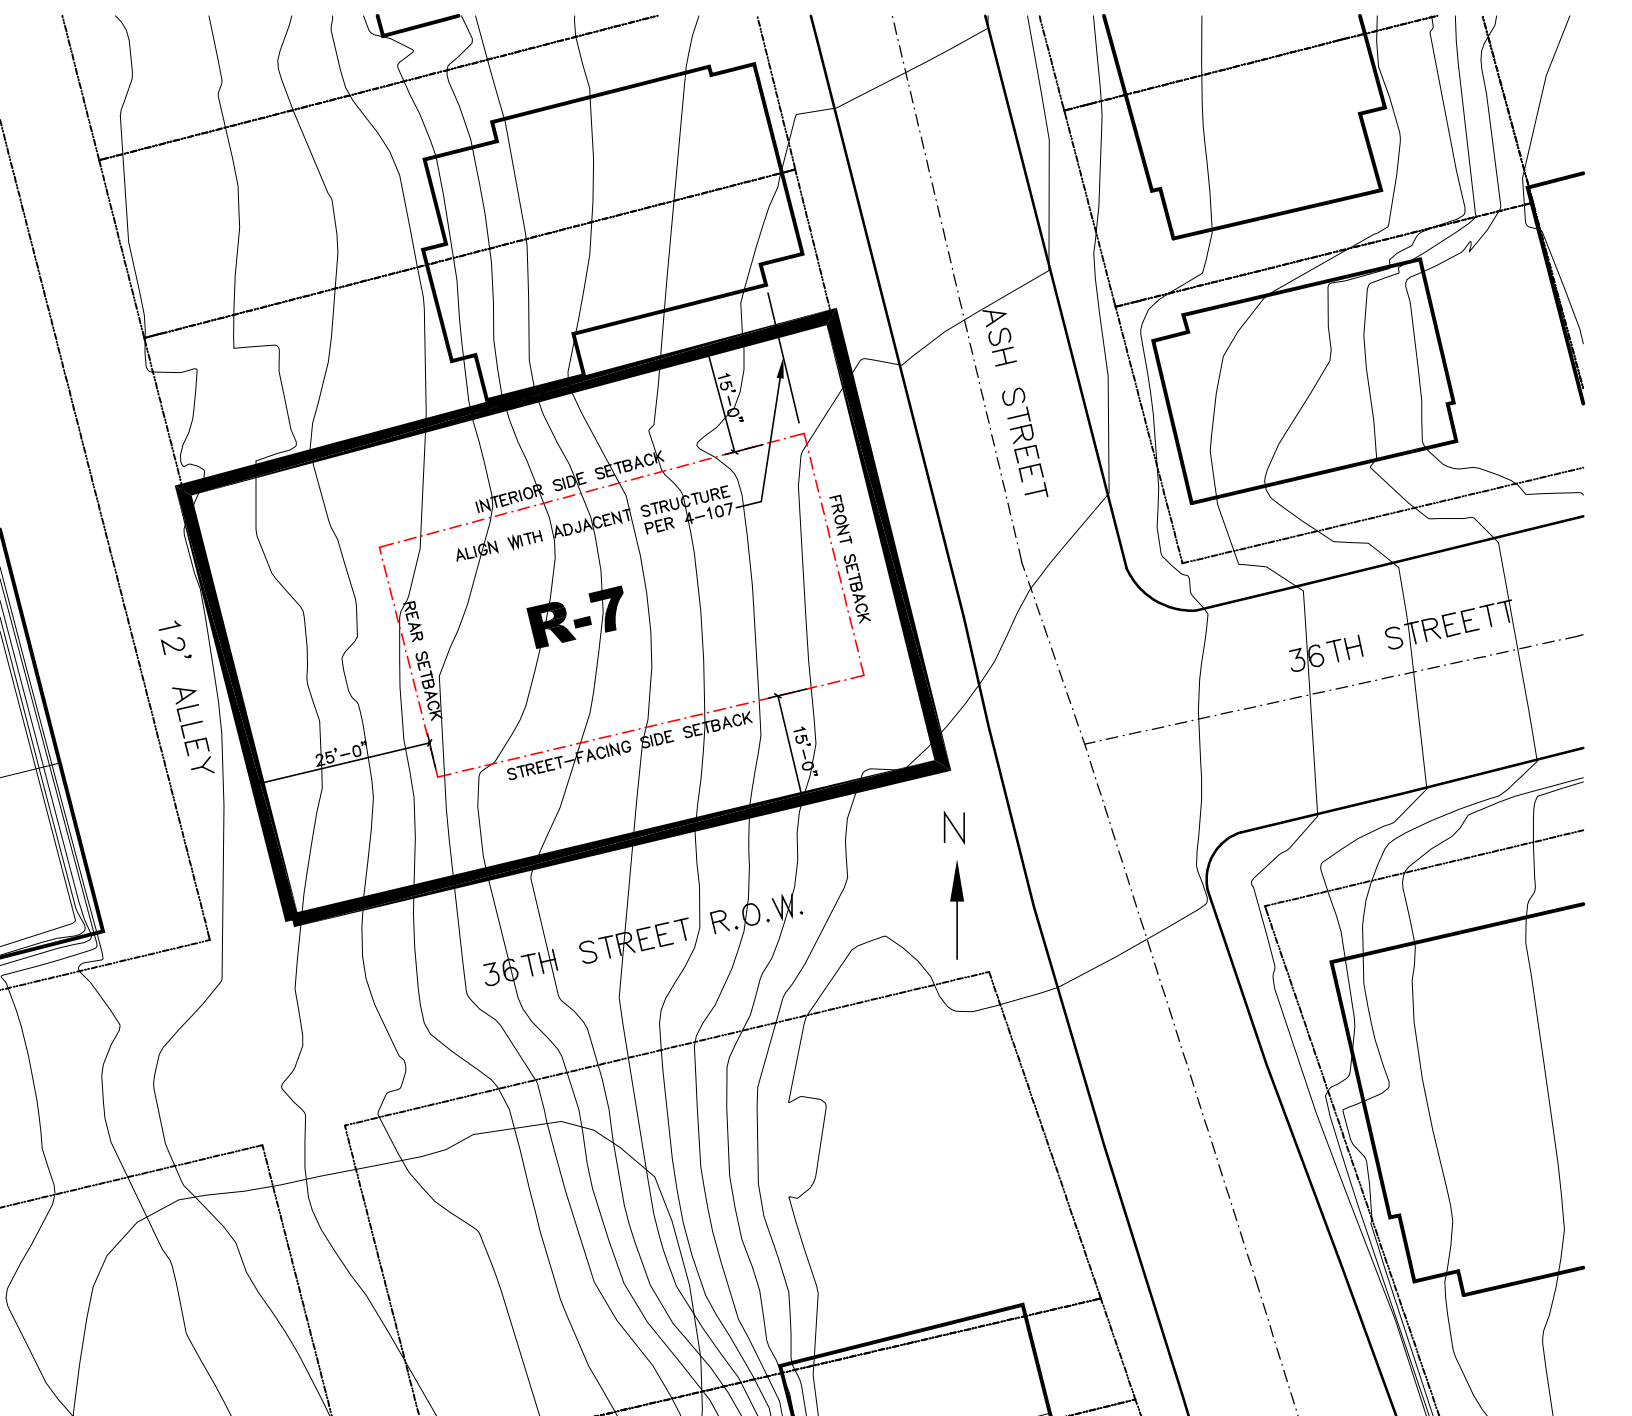 ASH STREET
15'-0"
INTERIOR SIDE SETBACK
ALIGN WITH ADJACENT STRUCTURE
PER 4-107
FRONT SETBACK
R-7
REAR SETBACK
12' ALLEY
36TH STREETT
25'-0"
STREET-FACING SIDE SETBACK
15'-0"
N
36TH STREET R.O.W.